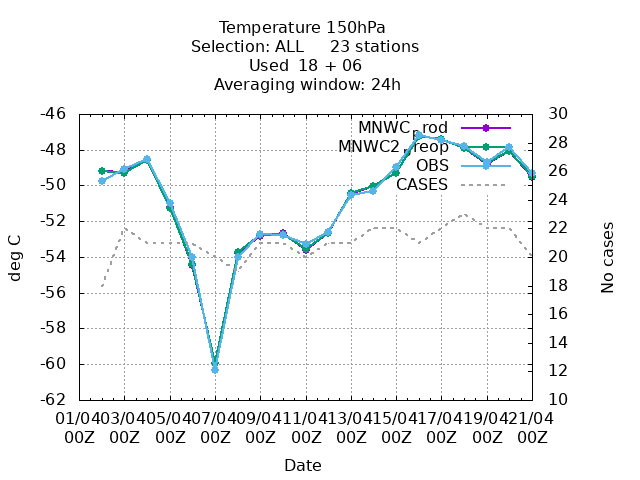 Temperature 150hPa
Selection: ALL 23 stations
Used 18 + 06
Averaging window: 24h
-46
-48
-50
-52
-54
-56
-58
-60
-62
30
28
26
24
22
20
18
16
14
12
10
deg C
No cases
MNWC_prod
MNWC2_preop
OBS
CASES
01/04 03/04 05/04 07/04 09/04 11/04 13/04 15/04 17/04 19/04 21/04
00Z 00Z 00Z 00Z 00Z 00Z 00Z 00Z 00Z 00Z 00Z
Date